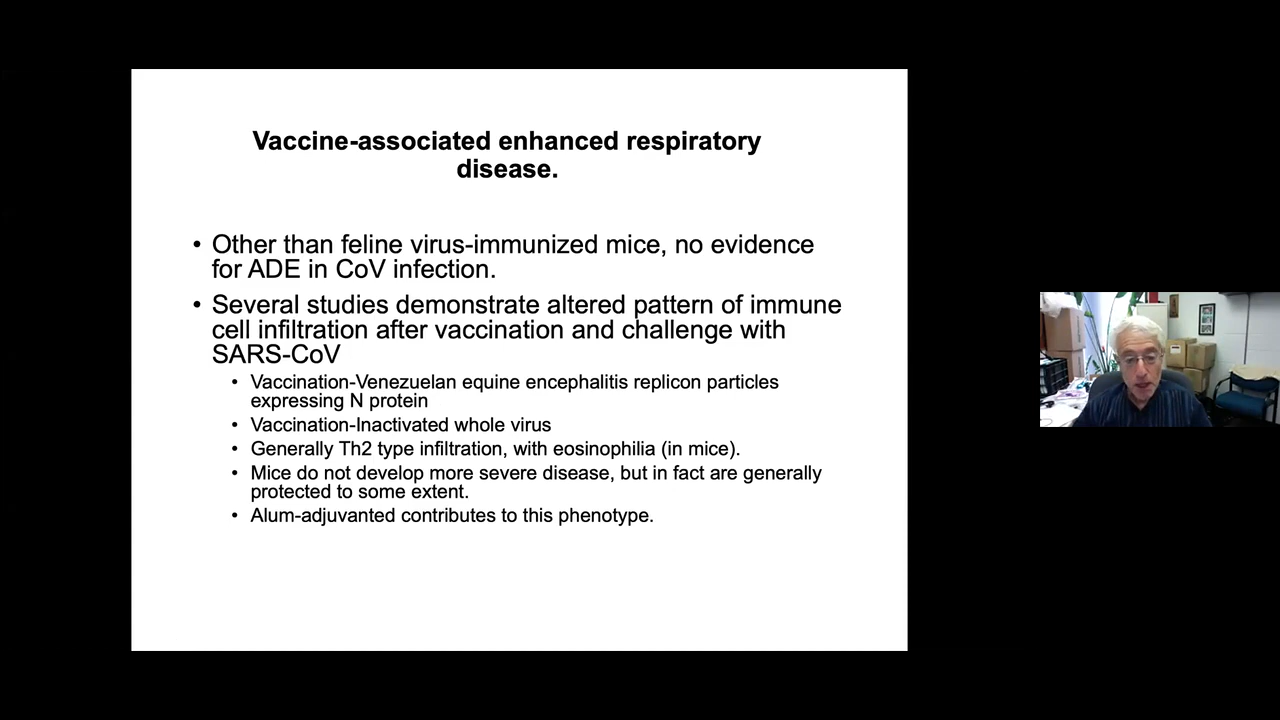 Vaccine-associated enhanced respiratory
disease.
• Other than feline virus-immunized mice, no evidence
for ADE in CoV infection.
• Several studies demonstrate altered pattern of immune
cell infiltration after vaccination and challenge with
SARS-CoV
• Vaccination-Venezuelan equine encephalitis replicon particles
expressing N protein
• Vaccination-Inactivated whole virus
• Generally Th2 type infiltration, with eosinophilia (in mice).
• Mice do not develop more severe disease, but in fact are generally
protected to some extent.
• Alum-adjuvanted contributes to this phenotype.